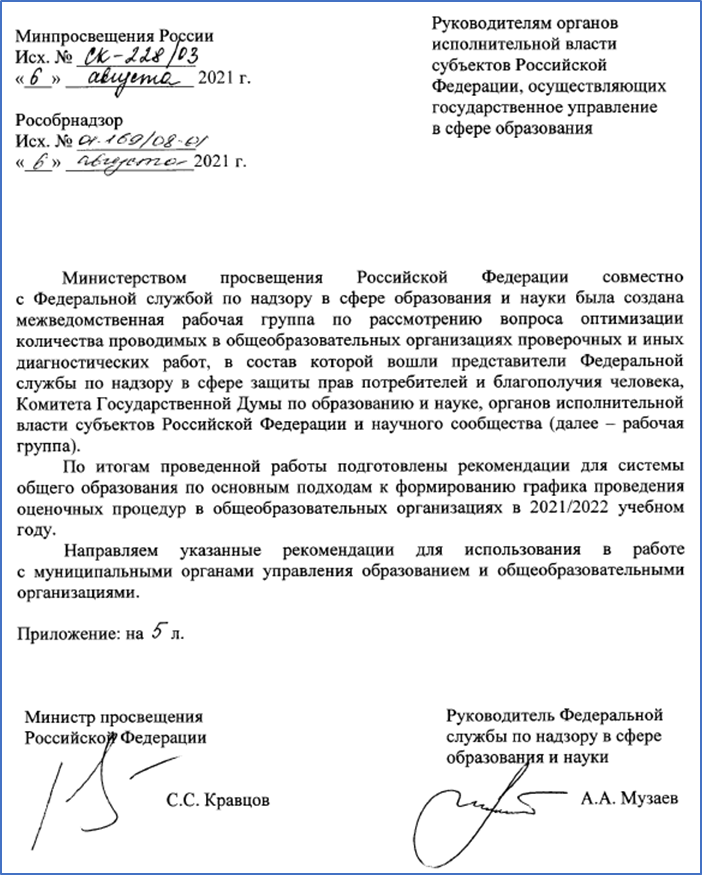 Минпросвещения России
Исх. № СК-228/03
«6» августа 2021 г.
Рособрнадзор
Исх. № 01-169/08-01
«6» августа 2021 г.
Руководителям органов
исполнительной власти
субъектов Российской
Федерации, осуществляющих
государственное управление
в сфере образования
Министерством просвещения Российской Федерации совместно
с Федеральной службой по надзору в сфере образования и науки была создана
межведомственная рабочая группа по рассмотрению вопроса оптимизации
количества проводимых в общеобразовательных организациях проверочных и иных
диагностических работ, в состав которой вошли представители Федеральной
службы по надзору в сфере защиты прав потребителей и благополучия человека,
Комитета Государственной Думы по образованию и науке, органов исполнительной
власти субъектов Российской Федерации и научного сообщества (далее – рабочая
группа).
По итогам проведенной работы подготовлены рекомендации для системы
общего образования по основным подходам к формированию графика проведения
оценочных процедур в общеобразовательных организациях в 2021/2022 учебном
году.
Направляем указанные рекомендации для использования в работе
с муниципальными органами управления образованием и общеобразовательными
организациями.
Приложение: на 5 л.
Министр просвещения
Российской Федерации
С.С. Кравцов
Руководитель Федеральной
службы по надзору в сфере
образования и науки
А.А. Музаев